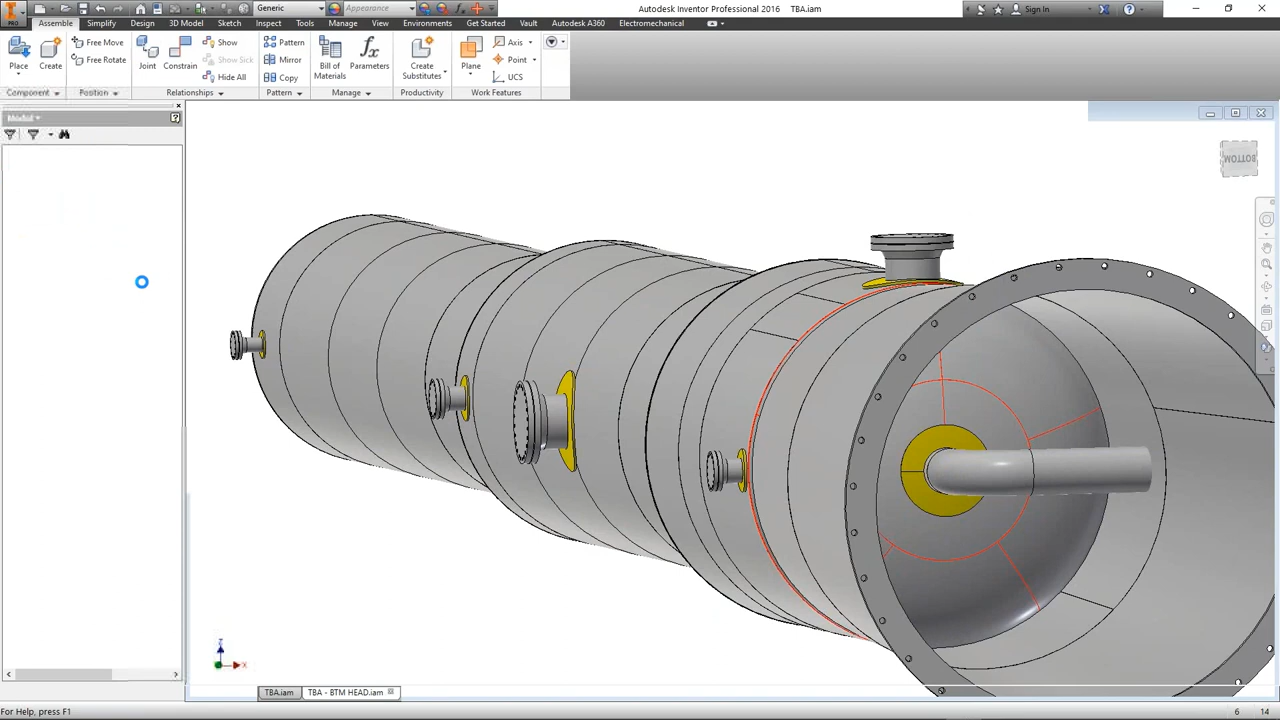 Generic
Appearance
Autodesk Inventor Professional 2016 TBA.iam
Sign In
PRO
Assemble Simplify Design 3D Model Sketch Inspect Tools Manage View Environments Get Started Vault Autodesk A360 Electromechanical
Place
Create
Free Move
Free Rotate
Joint
Constrain
Show
Show Sick
Hide All
Pattern
Mirror
Copy
Bill of
Materials
fx
Parameters
Create
Substitutes
Plane
Axis
Point
UCS
Component Position Relationships Pattern Manage Productivity Work Features
Model
BOTTOM
Z
X
TBA.iam TBA - BTM HEAD.iam
For Help, press F1
6 14